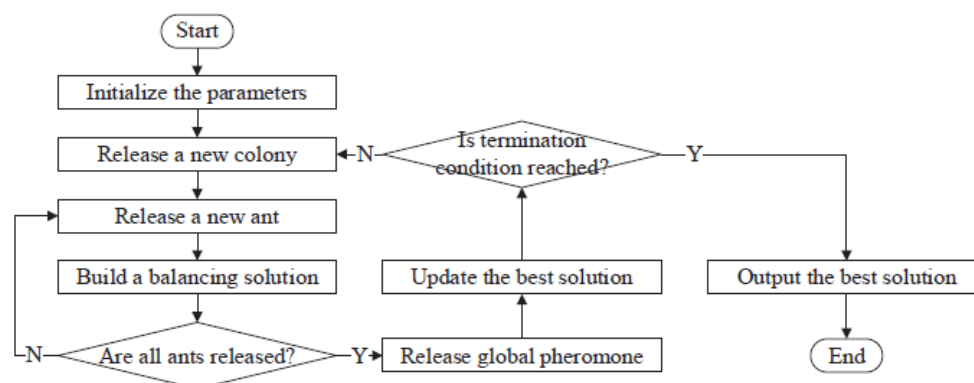 Start
Initialize the parameters
Release a new colony
Release a new ant
Build a balancing solution
Are all ants released?
N
Y
Release global pheromone
Update the best solution
Is termination
condition reached?
N
Y
Output the best solution
End